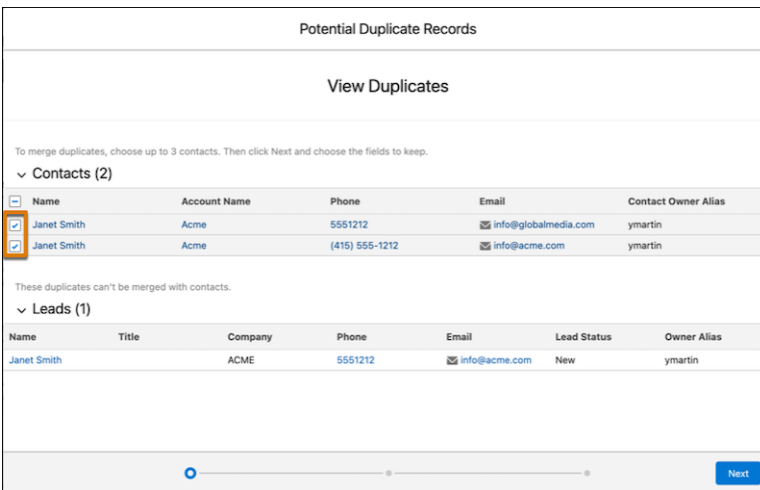 Potential Duplicate Records
View Duplicates
To merge duplicates, choose up to 3 contacts. Then click Next and choose the fields to keep.
Contacts (2)
Name Account Name Phone Email Contact Owner Alias
Janet Smith Acme 5551212 info@globalmedia.com ymartin
Janet Smith Acme (415) 555-1212 info@acme.com ymartin
These duplicates can't be merged with contacts.
Leads (1)
Name Title Company Phone Email Lead Status Owner Alias
Janet Smith ACME 5551212 info@acme.com New ymartin
Next